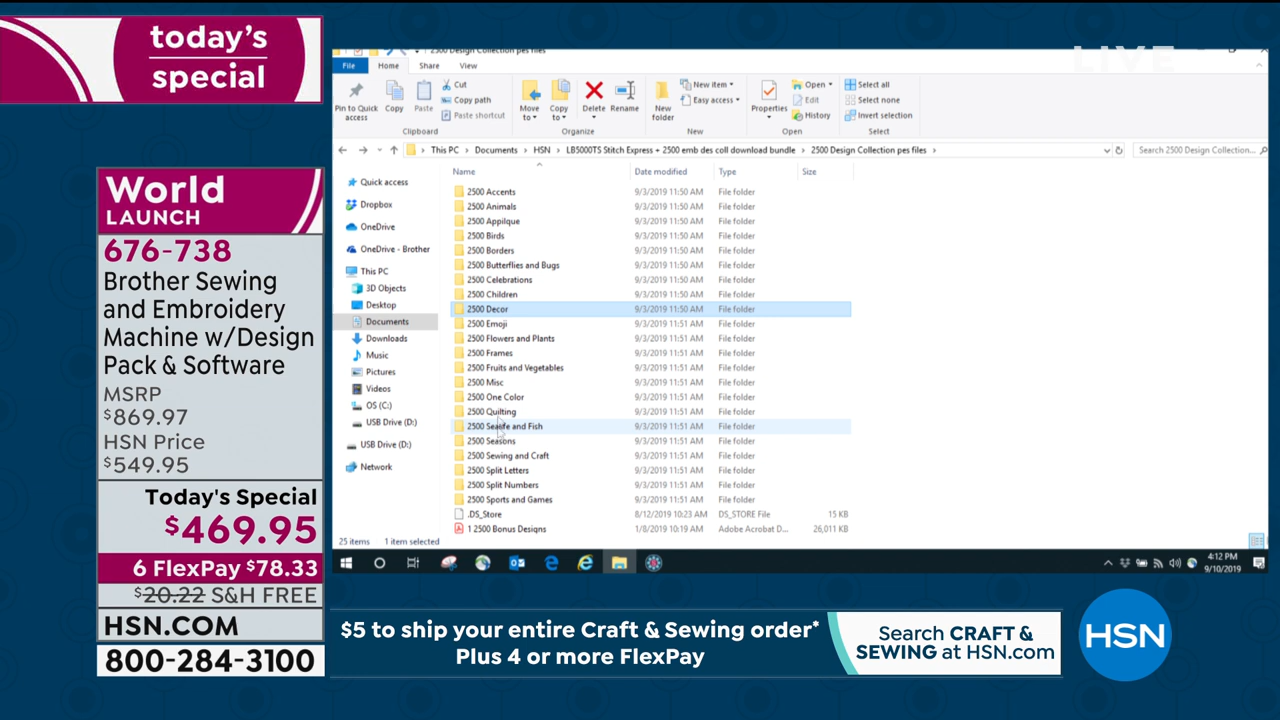 today's
special
World
LAUNCH
676-738
Brother Sewing
and Embroidery
Machine w/Design
Pack & Software
MSRP
$869.97
HSN Price
$549.95
Today's Special
$469.95
6 FlexPay $78.33
$20.22 S&H FREE
HSN.COM
800-284-3100
LIVE
2500 Design Collection pes files
File Home Share View
Pin to Quick access
Copy
Paste
Cut
Copy path
Paste shortcut
Clipboard
Move to
Copy to
Delete
Rename
Organize
New folder
New item
Easy access
New
Properties
Open
Edit
History
Open
Select all
Select none
Invert selection
Select
This PC > Documents > HSN > LB5000TS Stitch Express + 2500 emb des coll download bundle > 2500 Design Collection pes files >
Search 2500 Design Collection...
Quick access
Dropbox
OneDrive
OneDrive - Brother
This PC
3D Objects
Desktop
Documents
Downloads
Music
Pictures
Videos
OS (C:)
USB Drive (D:)
USB Drive (D:)
Network
Name Date modified Type Size
2500 Accents 9/3/2019 11:50 AM File folder
2500 Animals 9/3/2019 11:50 AM File folder
2500 Applique 9/3/2019 11:50 AM File folder
2500 Birds 9/3/2019 11:50 AM File folder
2500 Borders 9/3/2019 11:50 AM File folder
2500 Butterflies and Bugs 9/3/2019 11:50 AM File folder
2500 Celebrations 9/3/2019 11:50 AM File folder
2500 Children 9/3/2019 11:50 AM File folder
2500 Decor 9/3/2019 11:50 AM File folder
2500 Emoji 9/3/2019 11:51 AM File folder
2500 Flowers and Plants 9/3/2019 11:51 AM File folder
2500 Frames 9/3/2019 11:51 AM File folder
2500 Fruits and Vegetables 9/3/2019 11:51 AM File folder
2500 Misc 9/3/2019 11:51 AM File folder
2500 One Color 9/3/2019 11:51 AM File folder
2500 Quilting 9/3/2019 11:51 AM File folder
2500 Sealife and Fish 9/3/2019 11:51 AM File folder
2500 Seasons 9/3/2019 11:51 AM File folder
2500 Sewing and Craft 9/3/2019 11:51 AM File folder
2500 Split Letters 9/3/2019 11:51 AM File folder
2500 Split Numbers 9/3/2019 11:51 AM File folder
2500 Sports and Games 9/3/2019 11:51 AM File folder
.DS_Store 8/12/2019 10:23 AM DS_STORE File 15 KB
1 2500 Bonus Designs 1/8/2019 10:19 AM Adobe Acrobat D... 26,011 KB
25 items 1 item selected
4:12 PM
9/10/2019
$5 to ship your entire Craft & Sewing order*
Plus 4 or more FlexPay
Search CRAFT &
SEWING at HSN.com
HSN